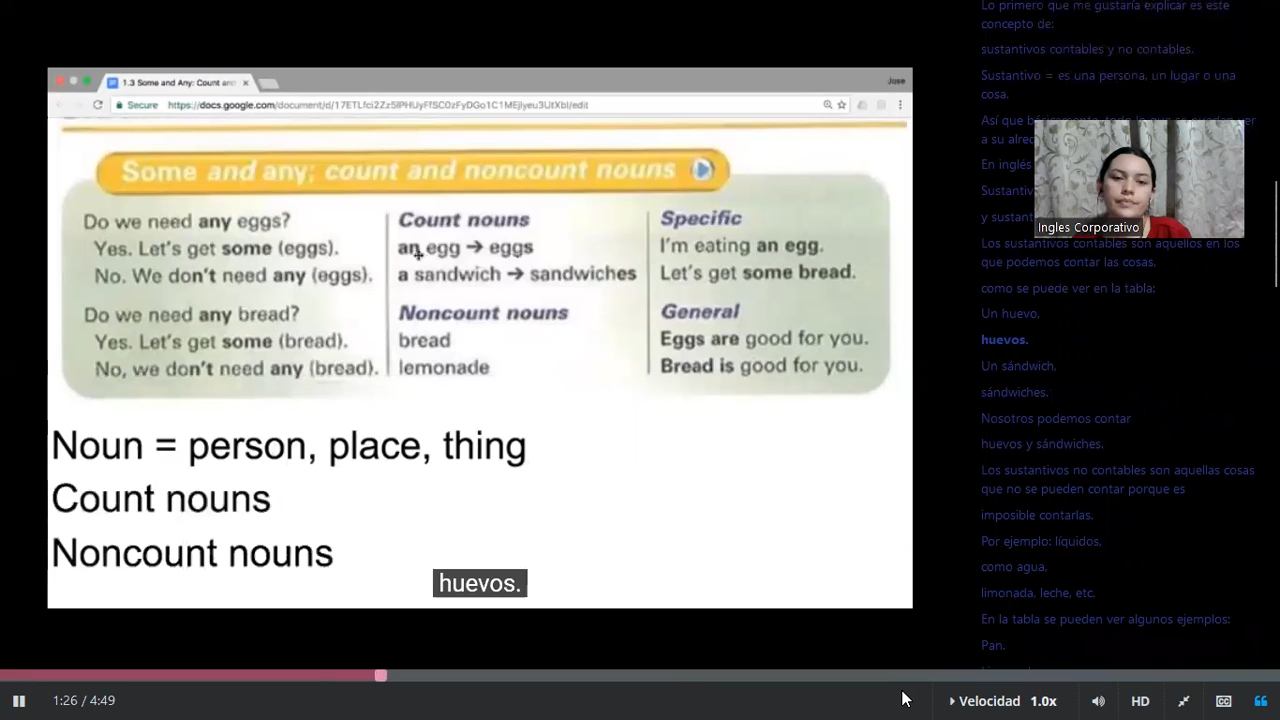 1.3 Some and Any: Count and
Jose
Secure
https://docs.google.com/document/d/
Some and any; count and noncount nouns
Do we need any eggs?
Yes. Let's get some (eggs).
No. We don't need any (eggs).
Do we need any bread?
Yes. Let's get some (bread).
No, we don't need any (bread).
Count nouns
an egg → eggs
a sandwich → sandwiches
Noncount nouns
bread
lemonade
Specific
I'm eating an egg.
Let's get some bread.
General
Eggs are good for you.
Bread is good for you.
Noun = person, place, thing
Count nouns
Noncount nouns
huevos.
Lo primero que me gustaría explicar es este
concepto de:
sustantivos contables y no contables.
Sustantivo = es una persona, un lugar o una
cosa.
Así que
ver
a su
En inglés
y
Ingles Corporativo
Los sustantivos contables son aquellos en los
que podemos contar las cosas,
como se puede ver en la tabla:
Un huevo,
huevos.
Un sándwich,
sándwiches.
Nosotros podemos contar
huevos y sándwiches.
Los sustantivos no contables son aquellas cosas
que no se pueden contar porque es
imposible contarlas.
Por ejemplo: líquidos,
como agua,
limonada, leche, etc.
En la tabla se pueden ver algunos ejemplos:
Pan.
1:26 / 4:49
Velocidad 1.0x
HD
CC